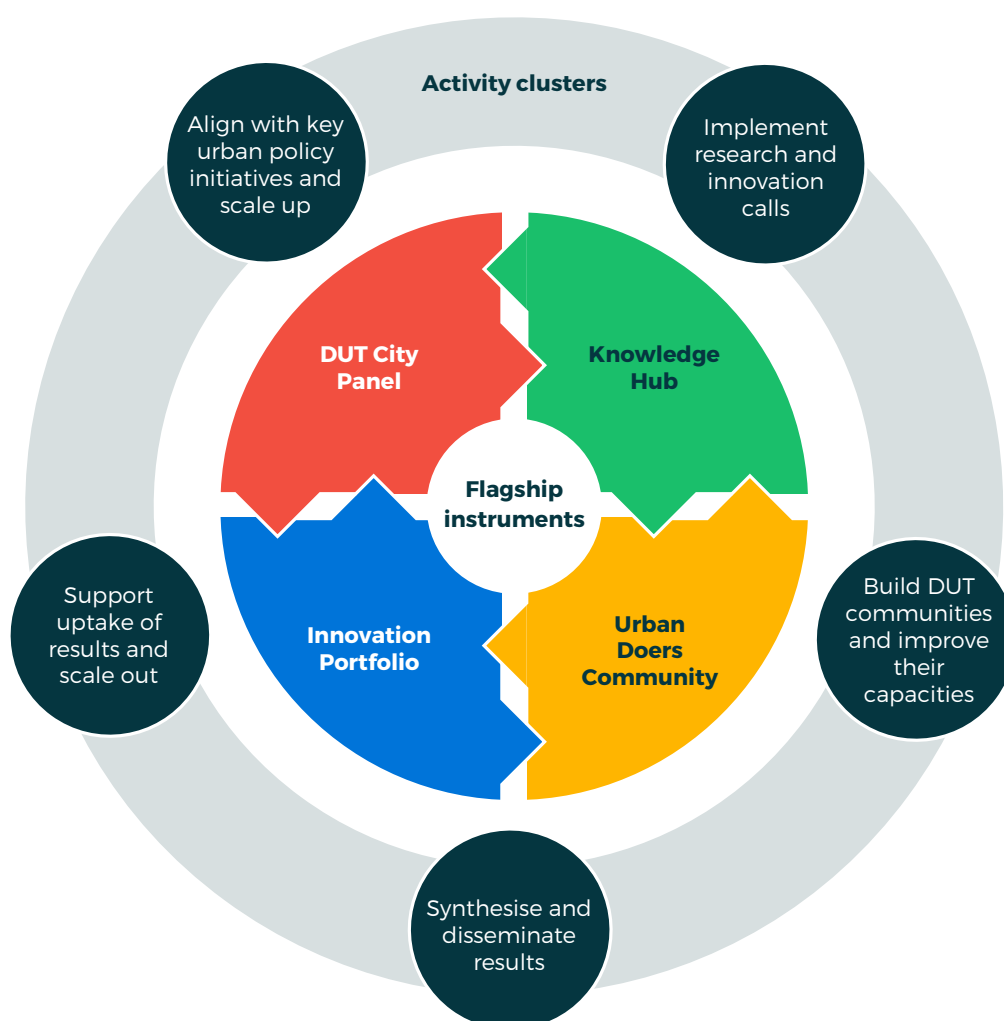 Activity clusters
Align with key
urban policy
initiatives and
scale up
Implement
research and
innovation
calls
DUT City
Panel
Knowledge
Hub
Flagship
instruments
Innovation
Portfolio
Urban
Doers
Community
Support
uptake of
results and
scale out
Build DUT
communities
and improve
their
capacities
Synthesise and
disseminate
results